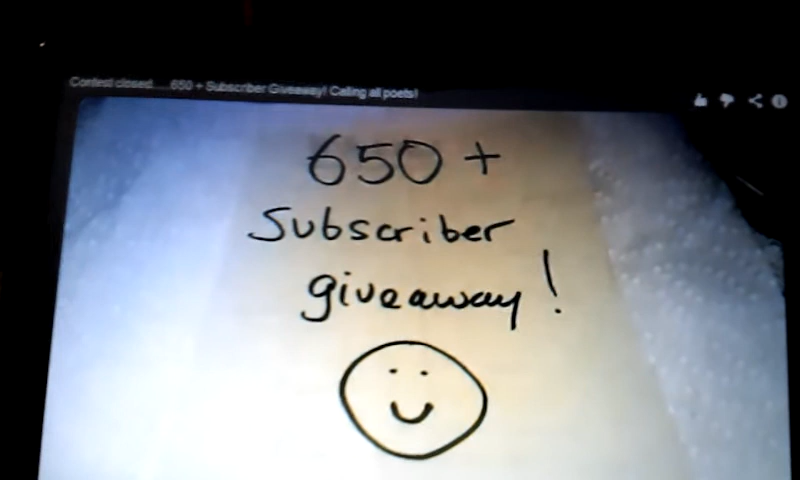 Contest closed.....650 + Subscriber Giveaway! Calling all poets!
650 +
Subscriber
giveaway!